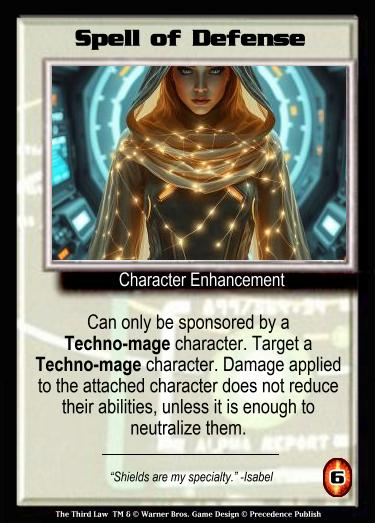 Spell of Defense
Character Enhancement
Can only be sponsored by a
Techno-mage character. Target a
Techno-mage character. Damage applied
to the attached character does not reduce
their abilities, unless it is enough to
neutralize them.
“Shields are my specialty.” -Isabel
6
The Third Law TM & © Warner Bros. Game Design © Precedence Publish